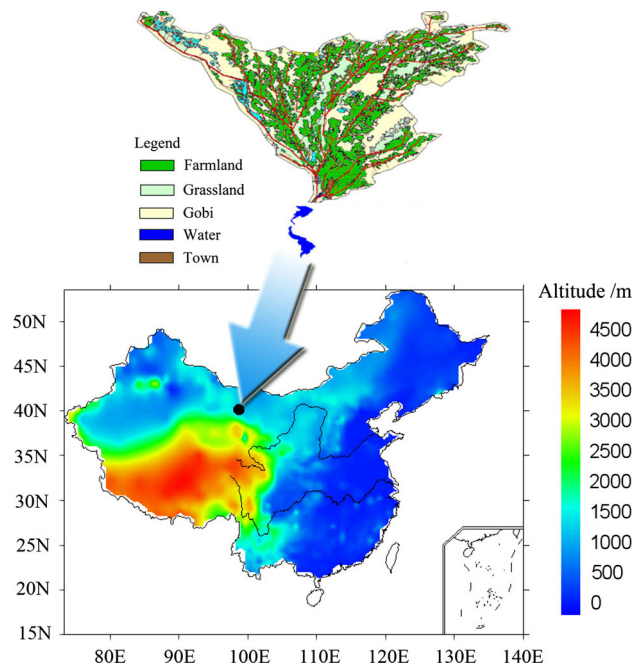 Legend
Farmland
Grassland
Gobi
Water
Town
Altitude /m
50N
45N
40N
35N
30N
25N
20N
15N
80E 90E 100E 110E 120E 130E 140E
4500
4000
3500
3000
2500
2000
1500
1000
500
0